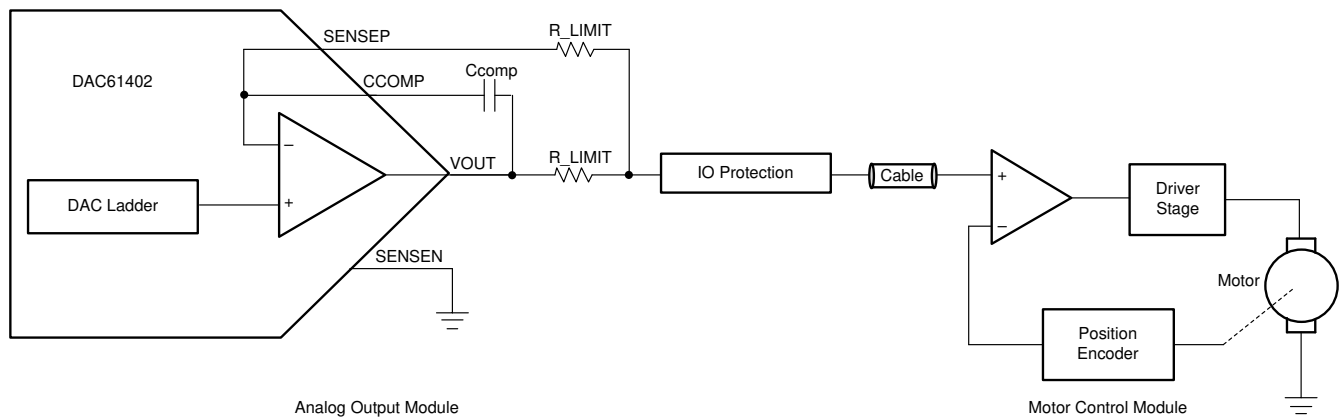 SENSEP
R_LIMIT
DAC61402
CCOMP
Ccomp
−
VOUT
R_LIMIT
IO Protection
Cable
+
Driver
Stage
DAC Ladder
+
−
SENSEN
Motor
Position
Encoder
Analog Output Module
Motor Control Module